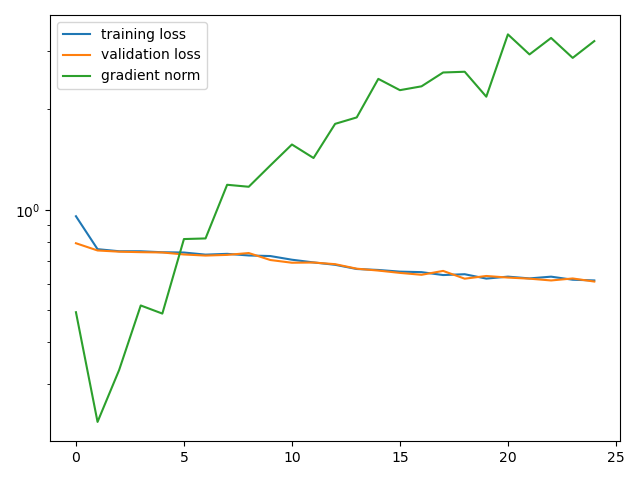 training loss
validation loss
gradient norm
10⁰
0 5 10 15 20 25